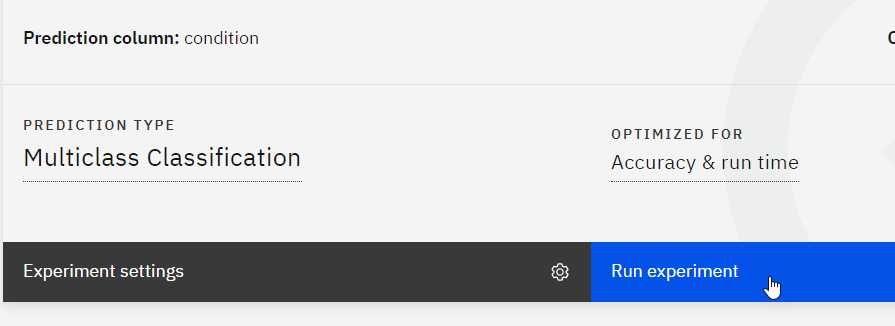 Prediction column: condition
PREDICTION TYPE
Multiclass Classification
OPTIMIZED FOR
Accuracy & run time
Experiment settings
Run experiment